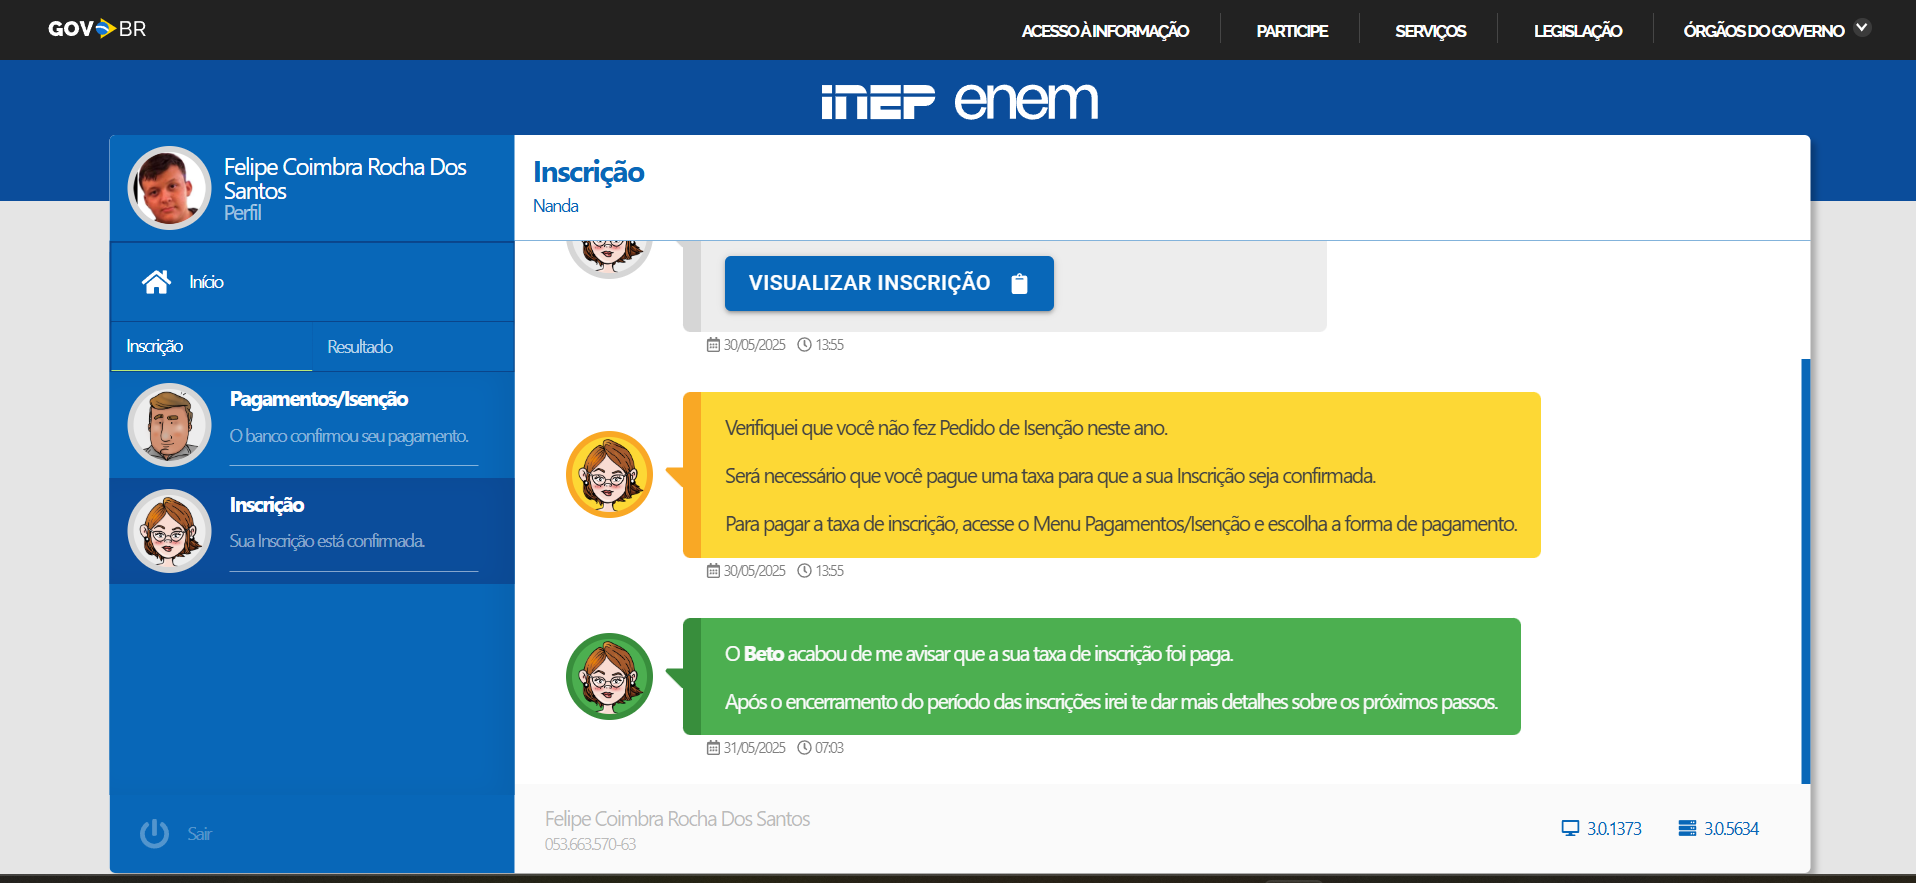 GOV BR
ACESSO À INFORMAÇÃO
PARTICIPE
SERVIÇOS
LEGISLAÇÃO
ÓRGÃOS DO GOVERNO
INEP enem
Felipe Coimbra Rocha Dos
Santos
Perfil
Início
Inscrição
Resultado
Pagamentos/Isenção
O banco confirmou seu pagamento.
Inscrição
Sua Inscrição está confirmada.
Sair
Inscrição
Nanda
VISUALIZAR INSCRIÇÃO
30/05/2025 13:55
Verifiquei que você não fez Pedido de Isenção neste ano.
Será necessário que você pague uma taxa para que a sua Inscrição seja confirmada.
Para pagar a taxa de inscrição, acesse o Menu Pagamentos/Isenção e escolha a forma de pagamento.
30/05/2025 13:55
O Beto acabou de me avisar que a sua taxa de inscrição foi paga.
Após o encerramento do período das inscrições irei te dar mais detalhes sobre os próximos passos.
31/05/2025 07:03
Felipe Coimbra Rocha Dos Santos
053.663.570-63
3.0.1373
3.0.5634